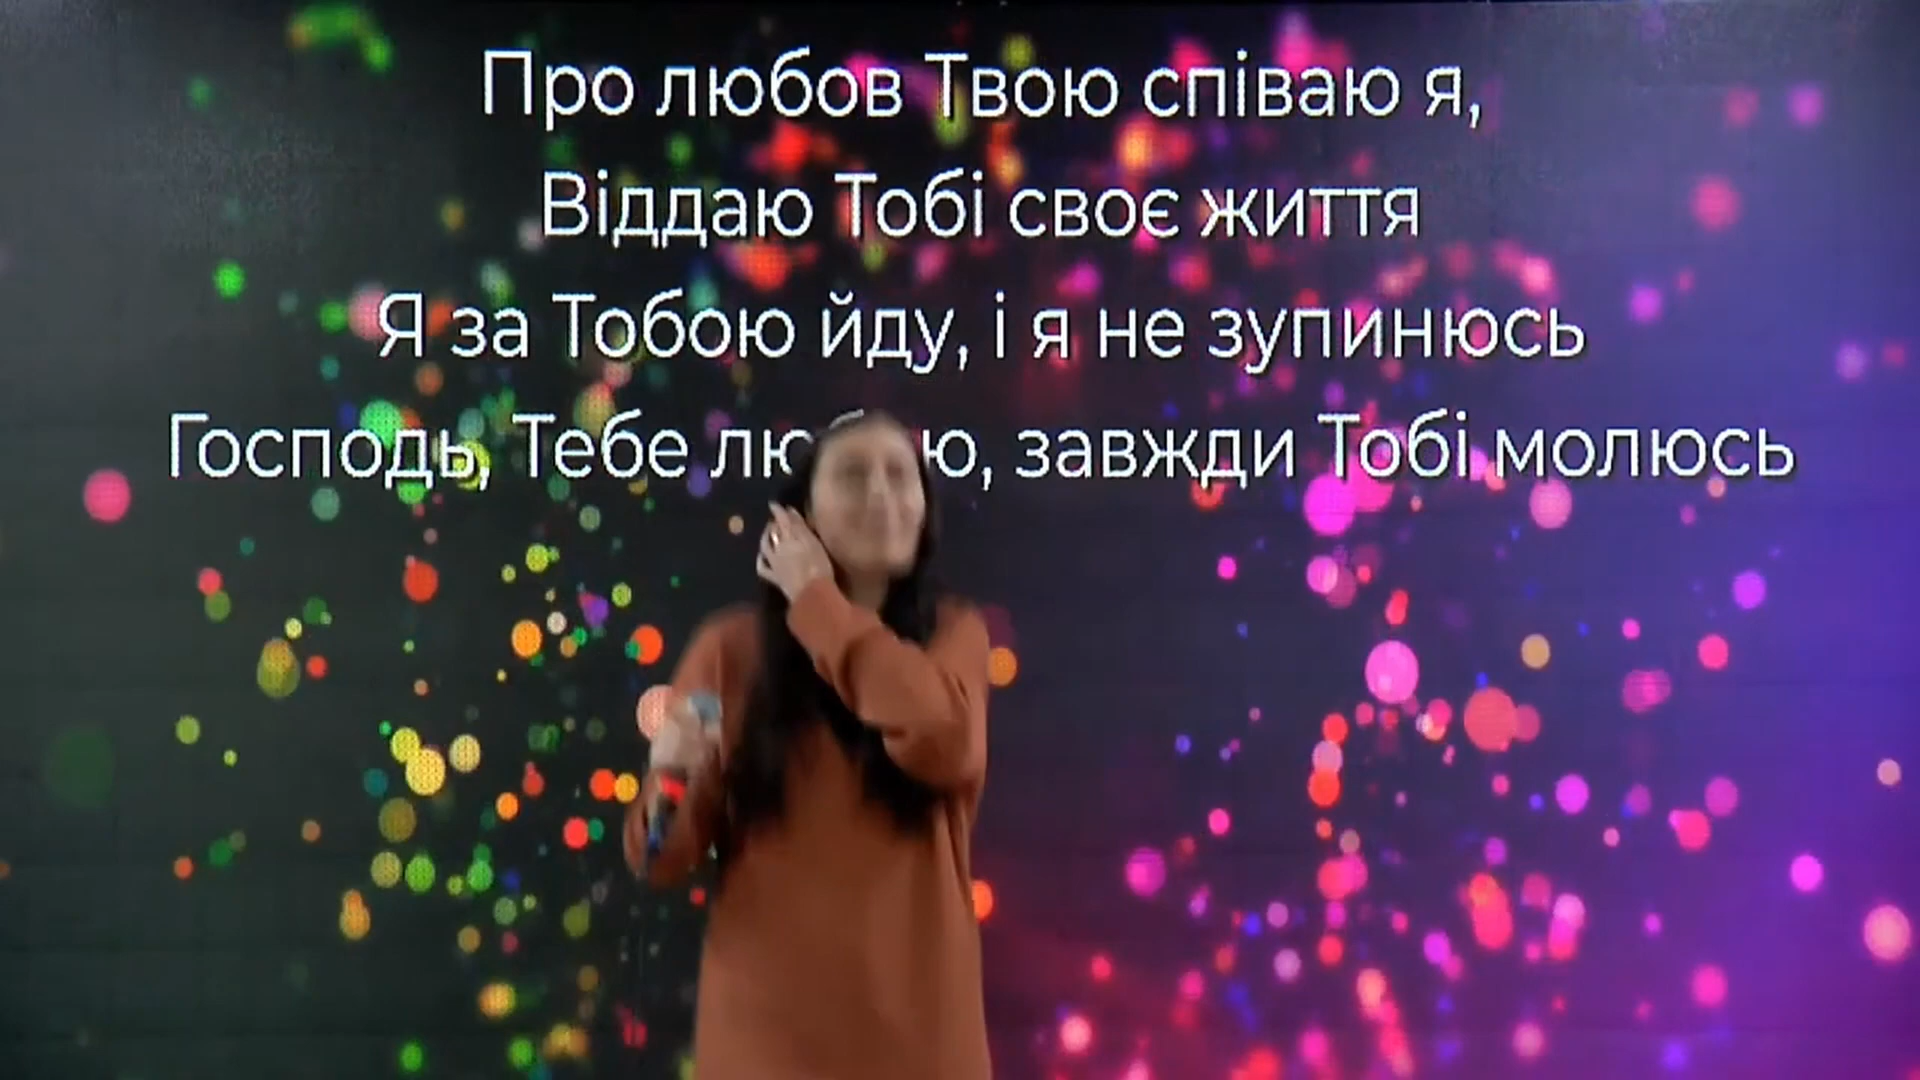 Про любов Твою співаю я,
Віддаю Тобі своє життя
Я за Тобою йду, і я не зупинюсь
Господь, Тебе завжди Тобі молюсь